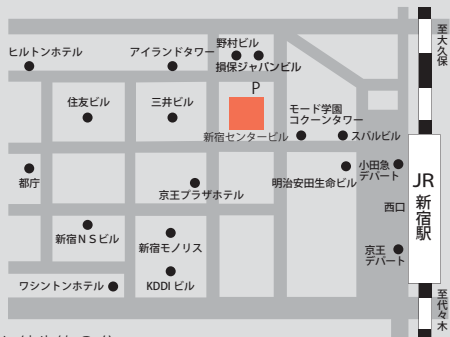 至大久保
野村ビル
ヒルトンホテル
アイランドタワー
損保ジャパンビル
P
住友ビル
三井ビル
モード学園
コクーンタワー
新宿センタービル
スバルビル
小田急
デパート
都庁
明治安田生命ビル
JR新宿駅
京王プラザホテル
西口
新宿NSビル
新宿モノリス
京王
デパート
ワシントンホテル
KDDIビル
至代々木